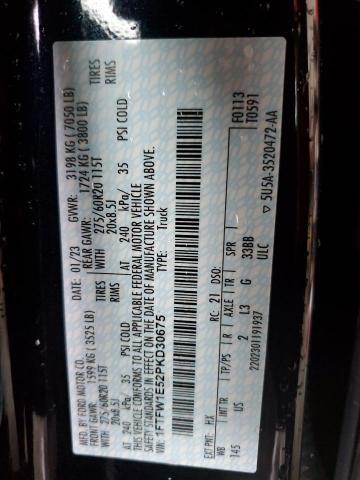 MFD. BY FORD MOTOR CO.
DATE: 01/23 GVWR: 3198 KG ( 7050 LB)
FRONT GAWR: 1599 KG (3525 LB) REAR GAWR: 1724 KG ( 3800 LB)
WITH 275/60R20 115T TIRES WITH 275/60R20 115T TIRES
20x8.5J RIMS 20x8.5J RIMS
AT 240 kPa/ 35 PSI COLD AT 240 kPa/ 35 PSI COLD
THIS VEHICLE CONFORMS TO ALL APPLICABLE FEDERAL MOTOR VEHICLE
SAFETY STANDARDS IN EFFECT ON THE DATE OF MANUFACTURE SHOWN ABOVE.
VIN: 1FTFW1E52PKD30675 TYPE: Truck
F0113
T0591
EXT PNT: HX RC: 21 DSO:
WB INT TR TP/PS R AXLE TR SPR
145 US 2 L3 G 33BB
ULC
2202301191937 5U5A-3520472-AA